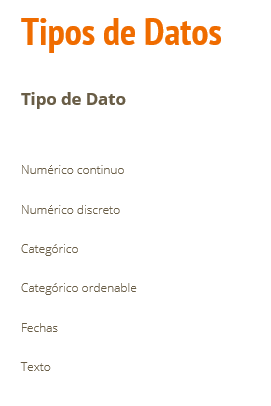 Tipos de Datos
Tipo de Dato
Numérico continuo
Numérico discreto
Categórico
Categórico ordenable
Fechas
Texto